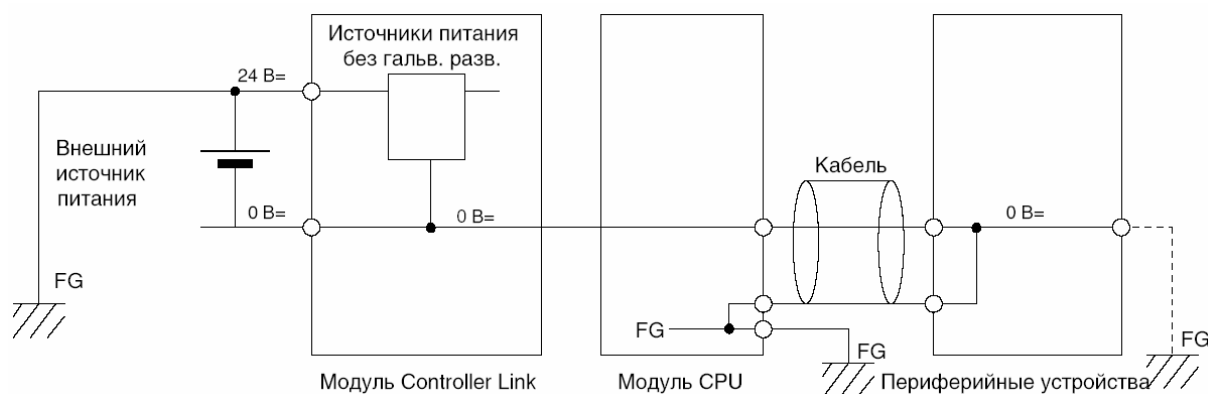 Источники питания
без гальв. разв.
24 В=
Внешний
источник
питания
Кабель
0 В=
0 В=
0 В=
FG
FG
FG
FG
Модуль Controller Link
Модуль CPU
Периферийные устройства